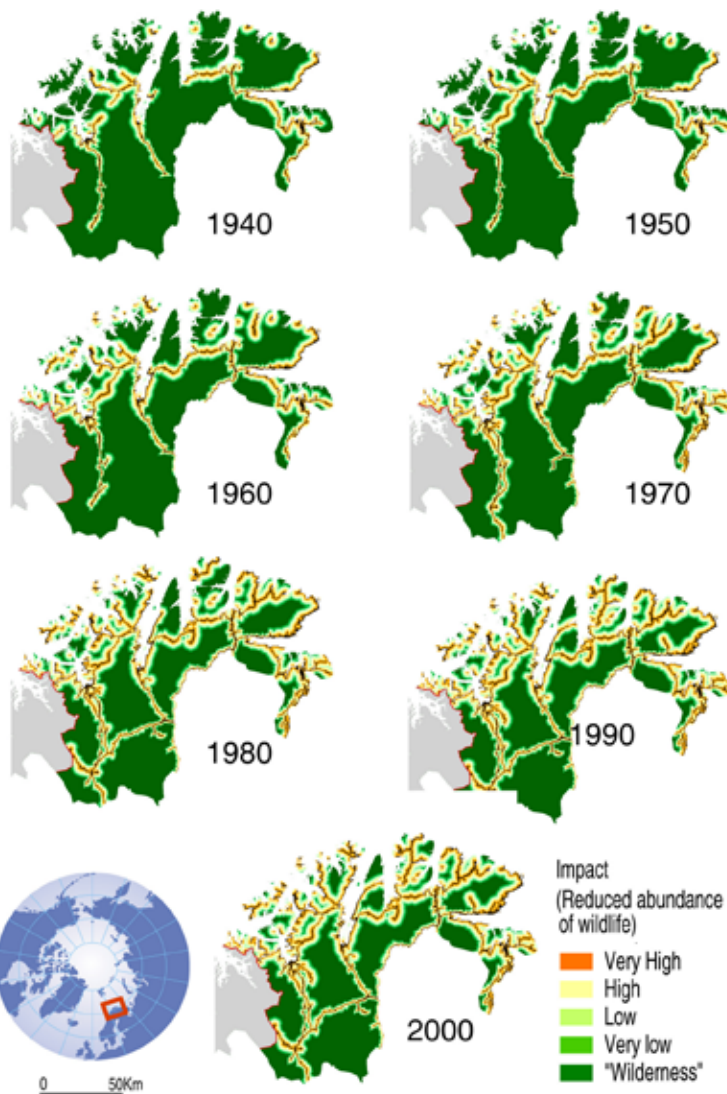 1940
1950
1960
1970
1980
1990
2000
Impact
(Reduced abundance
of wildlife)
Very High
High
Low
Very low
"Wilderness"
0 50Km